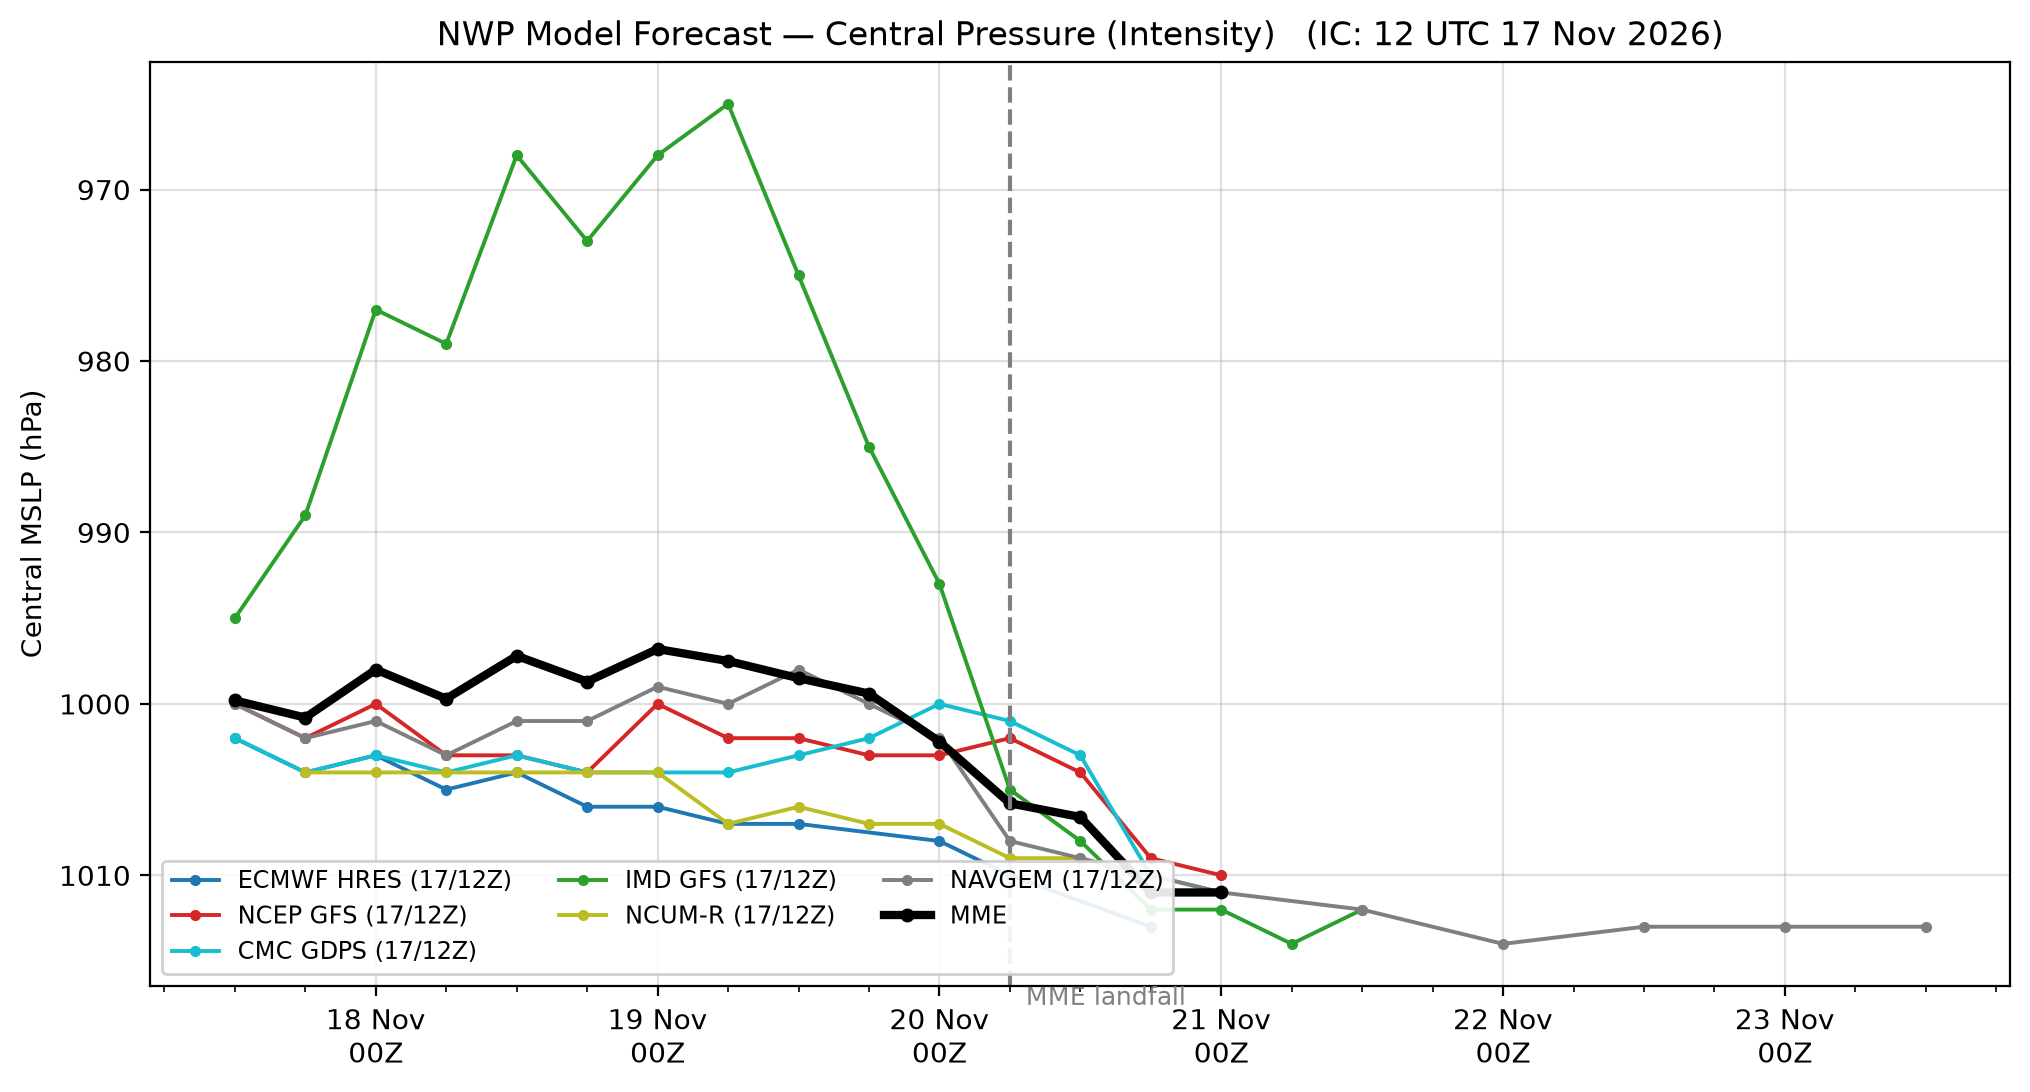 NWP Model Forecast — Central Pressure (Intensity)   (IC: 12 UTC 17 Nov 2026)
Central MSLP (hPa)
970
980
990
1000
1010
ECMWF HRES (17/12Z)
NCEP GFS (17/12Z)
CMC GDPS (17/12Z)
IMD GFS (17/12Z)
NCUM-R (17/12Z)
NAVGEM (17/12Z)
MME
MME landfall
18 Nov
00Z
19 Nov
00Z
20 Nov
00Z
21 Nov
00Z
22 Nov
00Z
23 Nov
00Z